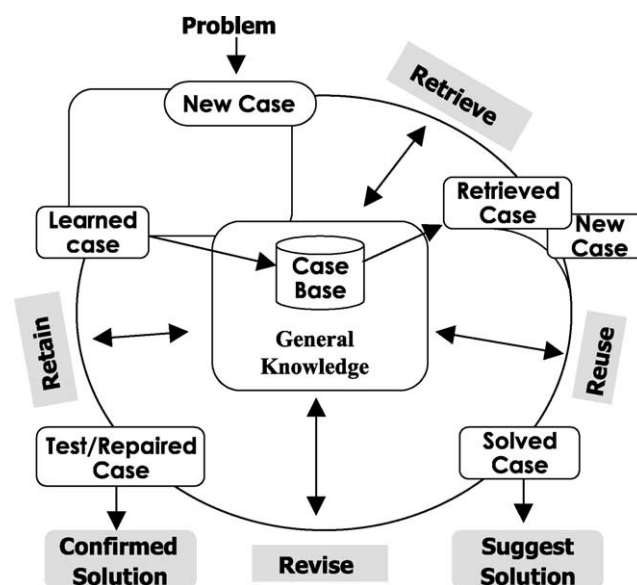 Problem
New Case
Retrieve
Retrieved
Case
New
Case
Learned
case
Case
Base
General
Knowledge
Retain
Reuse
Test/Repaired
Case
Solved
Case
Confirmed
Solution
Revise
Suggest
Solution